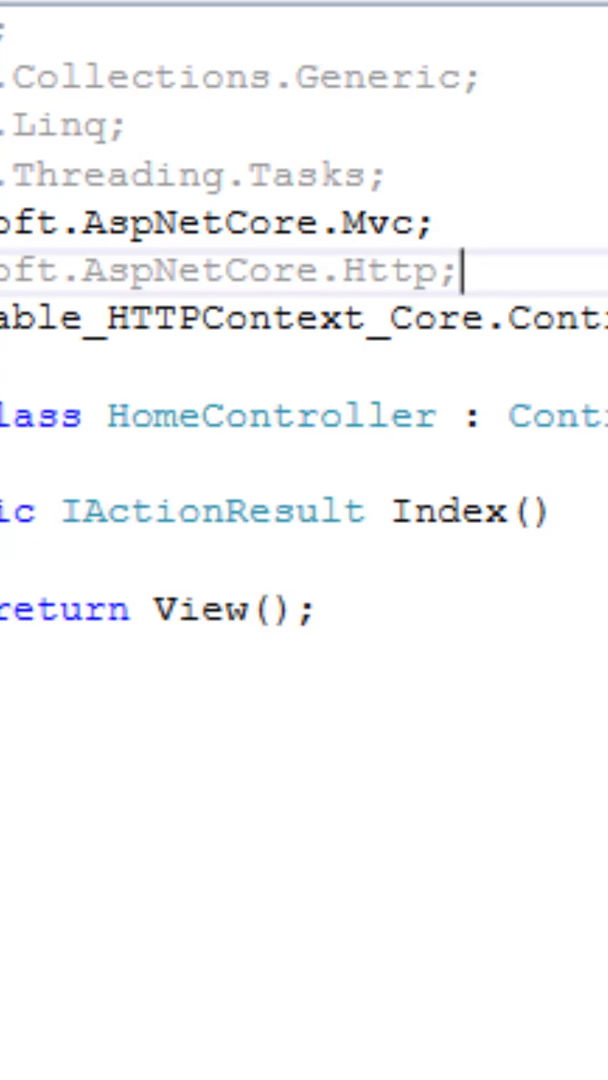 ;
.Collections.Generic;
.Linq;
.Threading.Tasks;
oft.AspNetCore.Mvc;
oft.AspNetCore.Http;
able_HTTPContext_Core.Cont
lass HomeController : Cont
ic IActionResult Index()
return View();